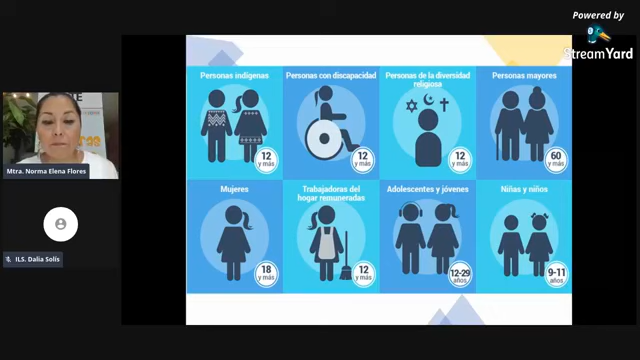 Powered by
StreamYard
Personas indígenas
12
y más
Personas con discapacidad
12
y más
Personas de la diversidad
religiosa
12
y más
Personas mayores
60
y más
Mtra. Norma Elena Flores
Mujeres
18
y más
Trabajadoras del
hogar remuneradas
12
y más
Adolescentes y jóvenes
12-29
años
Niñas y niños
9-11
años
ILS. Dalia Solís